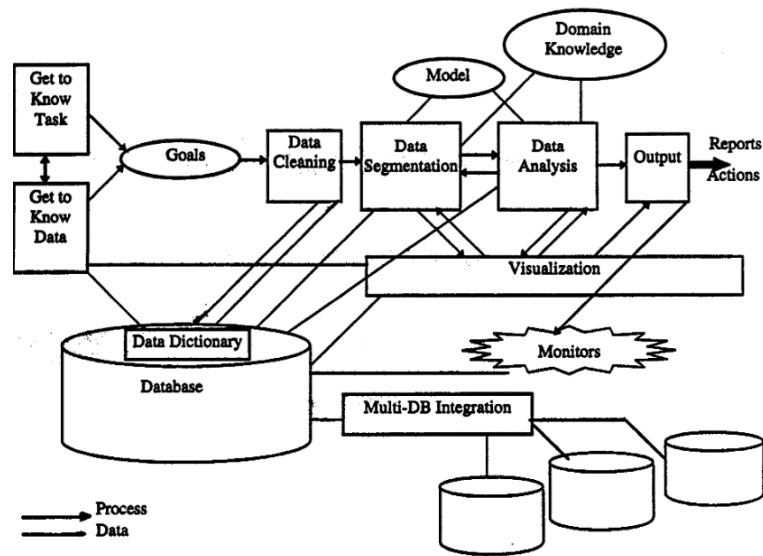 Domain
Knowledge
Model
Get to
Know
Task
Goals
Data
Cleaning
Data
Segmentation
Data
Analysis
Output
Reports
Actions
Get to
Know
Data
Visualization
Data Dictionary
Database
Monitors
Multi-DB Integration
Process
Data